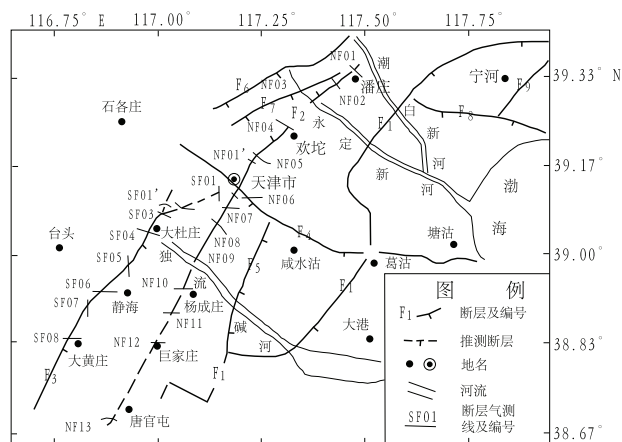 116.75° E
117.00°
117.25°
117.50°
117.75°
NF01
潮
白
新
河
宁河
39.33° N
F6
NF03
潘庄
F9
F7
NF02
石各庄
F2
永
定
新
河
F1
F8
NF04
欢坨
NF01'
NF05
39.17°
SF01
天津市
渤
海
SF01'
NF06
SF03
NF07
台头
SF04
大杜庄
NF08
F4
塘沽
独
流
碱
河
NF09
F5
咸水沽
葛沽
39.00°
SF05
F1
SF06
NF10
静海
杨成庄
SF07
NF11
大港
SF08
NF12
巨家庄
38.83°
大黄庄
F3
F1
唐官屯
NF13
38.67°
图 例
F1 断层及编号
推测断层
地名
河流
SF01 断层气测
线及编号